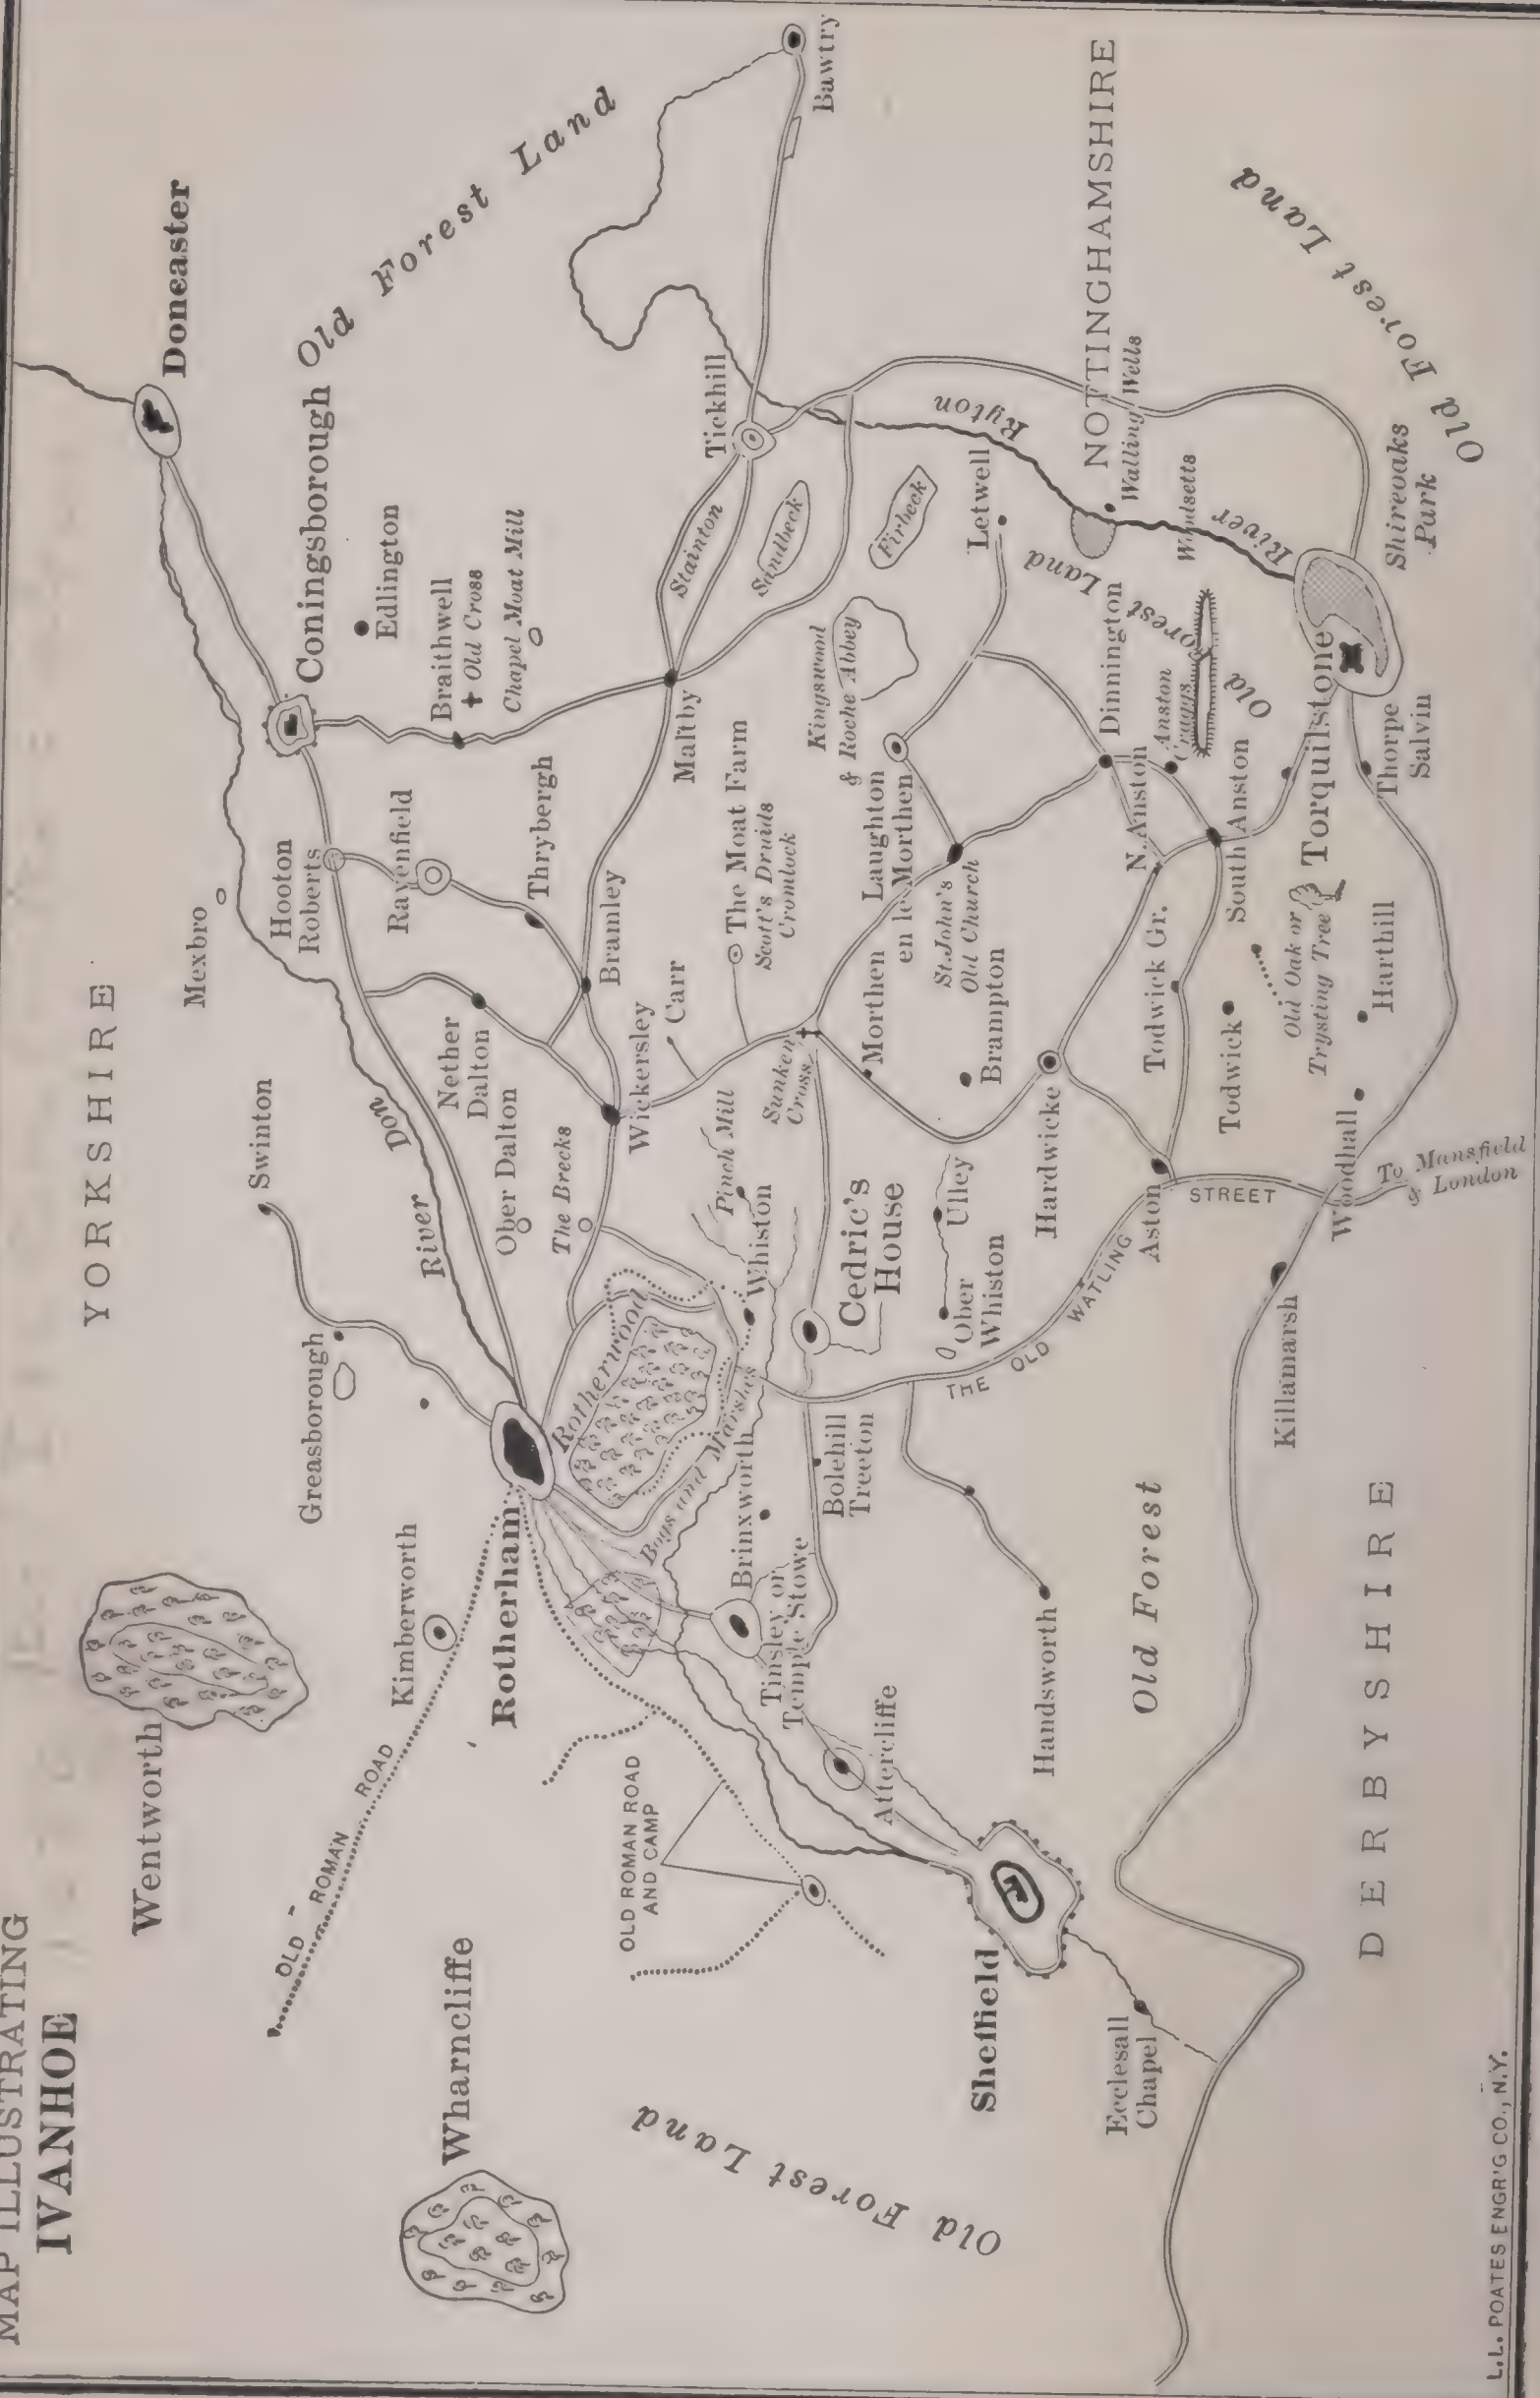 MAP ILLUSTRATING
IVANHOE
YORKSHIRE
Wentworth
Wharncliffe
OLD - ROMAN ROAD
Kimberworth
Greasborough
Swinton
Mexbro
Doneaster
Coningsborough
Old Forest Land
Edlington
Braithwell
Old Cross
Chapel Moat Mill
Hooton
Roberts
Ravenfield
Thrybergh
River Don
Nether
Dalton
Ober Dalton
The Brecks
Rotherham
Rotherwood
Bogs and Marshes
OLD ROMAN ROAD
AND CAMP
Wickersley
Bramley
Carr
Maltby
Stainton
Tickhill
Bawtry
Sandbeck
Firbeck
The Moat Farm
Scott's Druids
Cromlock
Kingswood
& Roche Abbey
Laughton
en le Morthen
St. John's
Old Church
Letwell
Pinch Mill
Whiston
Sunken
Cross
Morthen
Brampton
Cedric's
House
Ulley
Ober
Whiston
Brinxworth
Bolehill
Treeton
Tinsley or
Temple Stowe
Attercliffe
Handsworth
Sheffield
Ecclesall
Chapel
Old Forest Land
THE OLD WATLING STREET
Hardwicke
Aston
Todwick Gr.
Todwick
N. Anston
South Anston
Anston
Craggs
Dinnington
Old Forest Land
River Ryton
NOTTINGHAMSHIRE
Walling Wells
Shireoaks
Park
Old Forest Land
Old Forest Land
Torquilstone
Thorpe
Salvin
Old Oak or
Trysting Tree
Harthill
Woodhall
To Mansfield
& London
Killamarsh
Old Forest
DERBYSHIRE
L.L. POATES ENGR'G CO., N.Y.